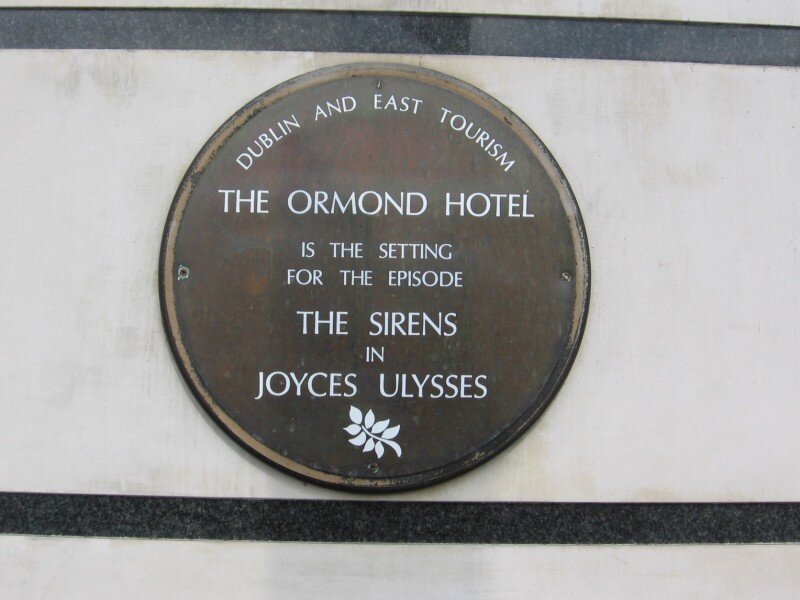 DUBLIN AND EAST TOURISM
THE ORMOND HOTEL
IS THE SETTING
FOR THE EPISODE
THE SIRENS
IN
JOYCES ULYSSES